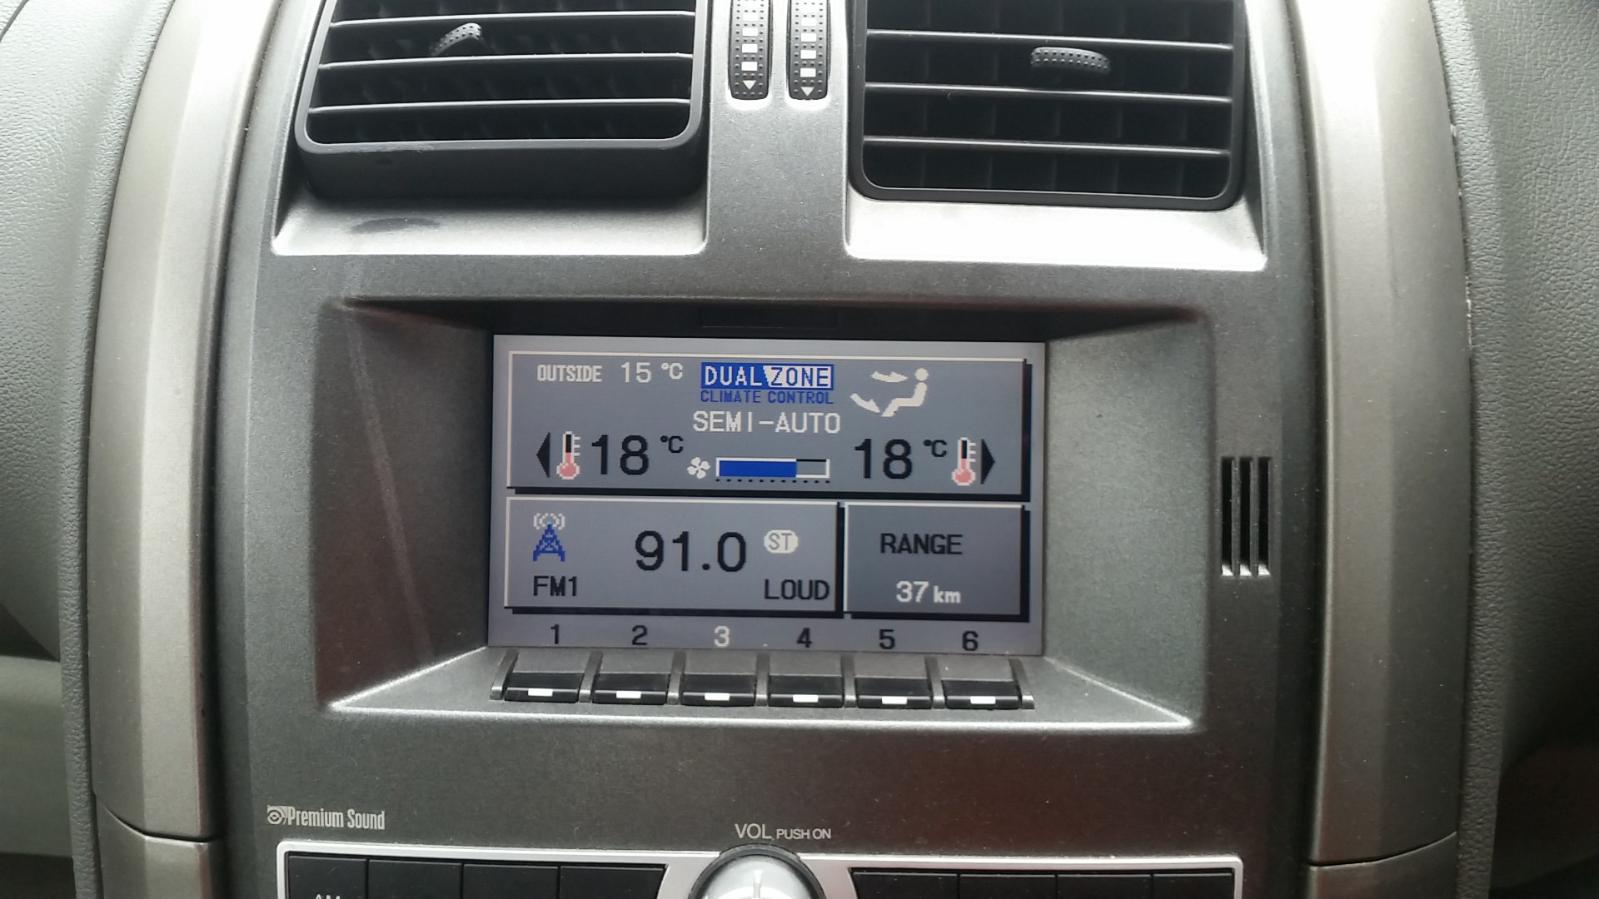 OUTSIDE 15 °C DUAL ZONE
CLIMATE CONTROL
SEMI-AUTO
18 °C 18 °C
91.0 ST
FM1 LOUD
RANGE
37 km
1 2 3 4 5 6
Premium Sound
VOL PUSH ON
AM